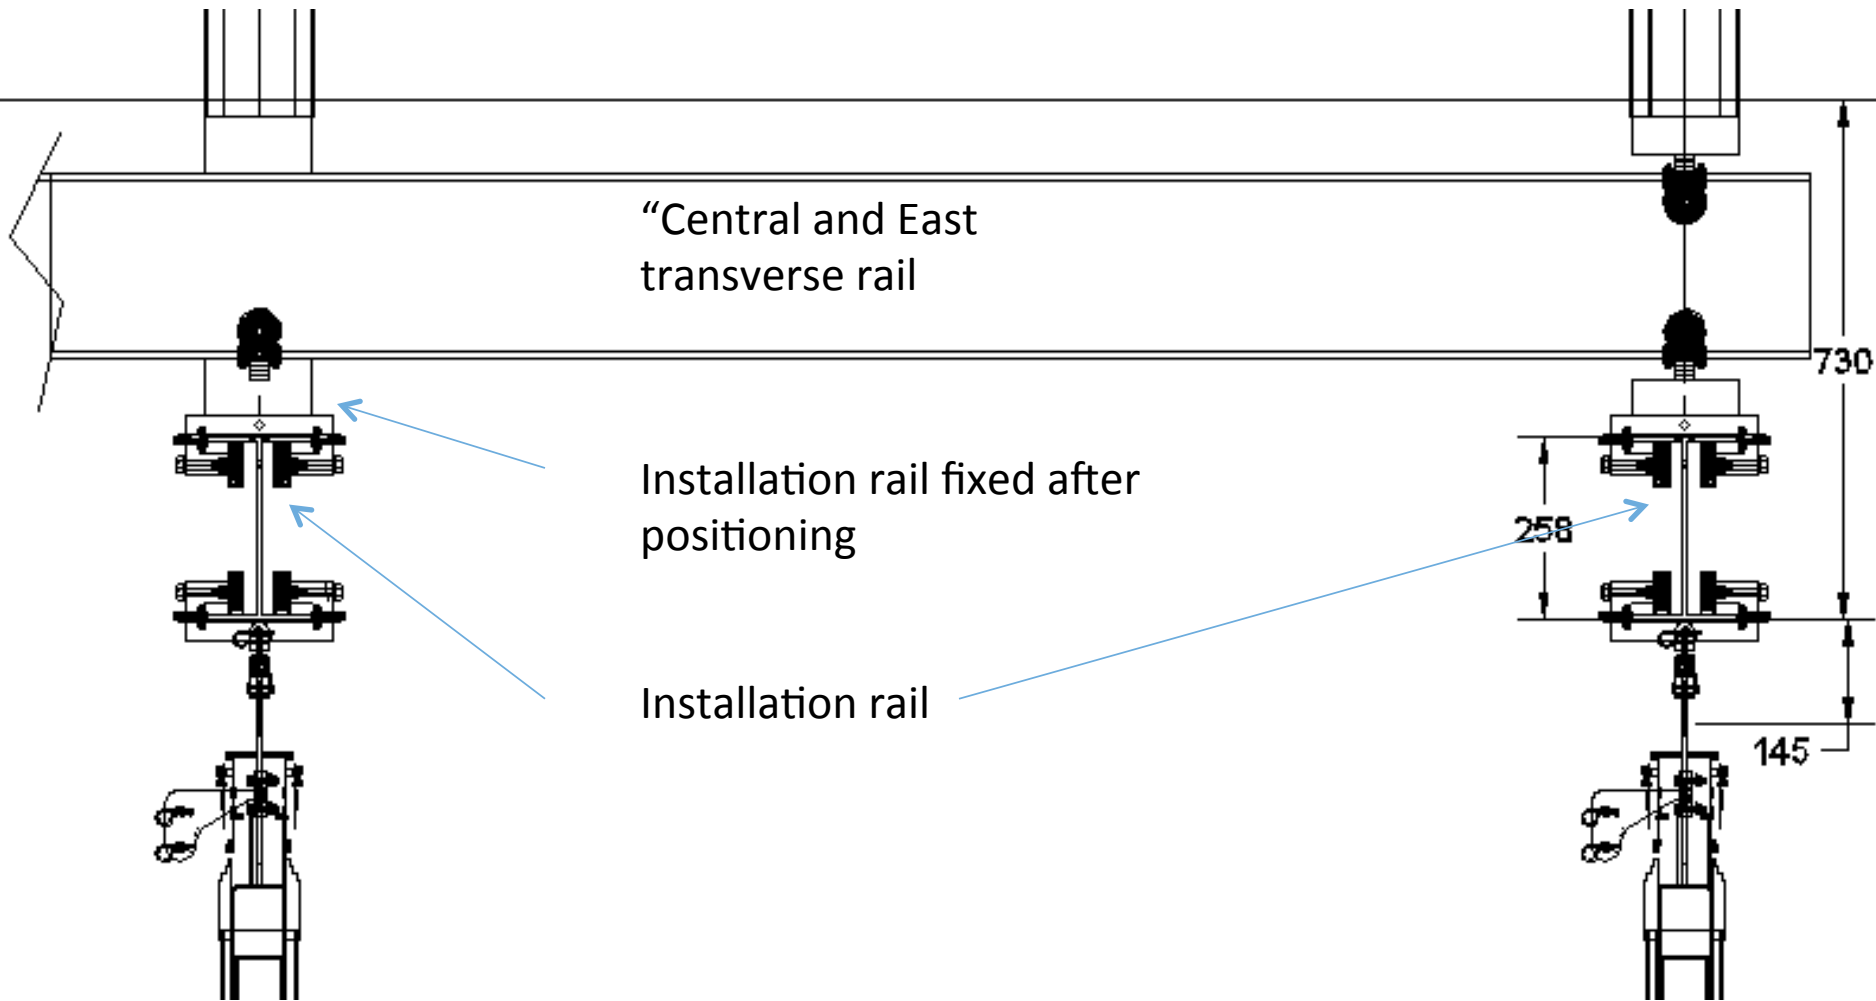 “Central and East
transverse rail
730
Installation rail fixed after
positioning
258
Installation rail
145